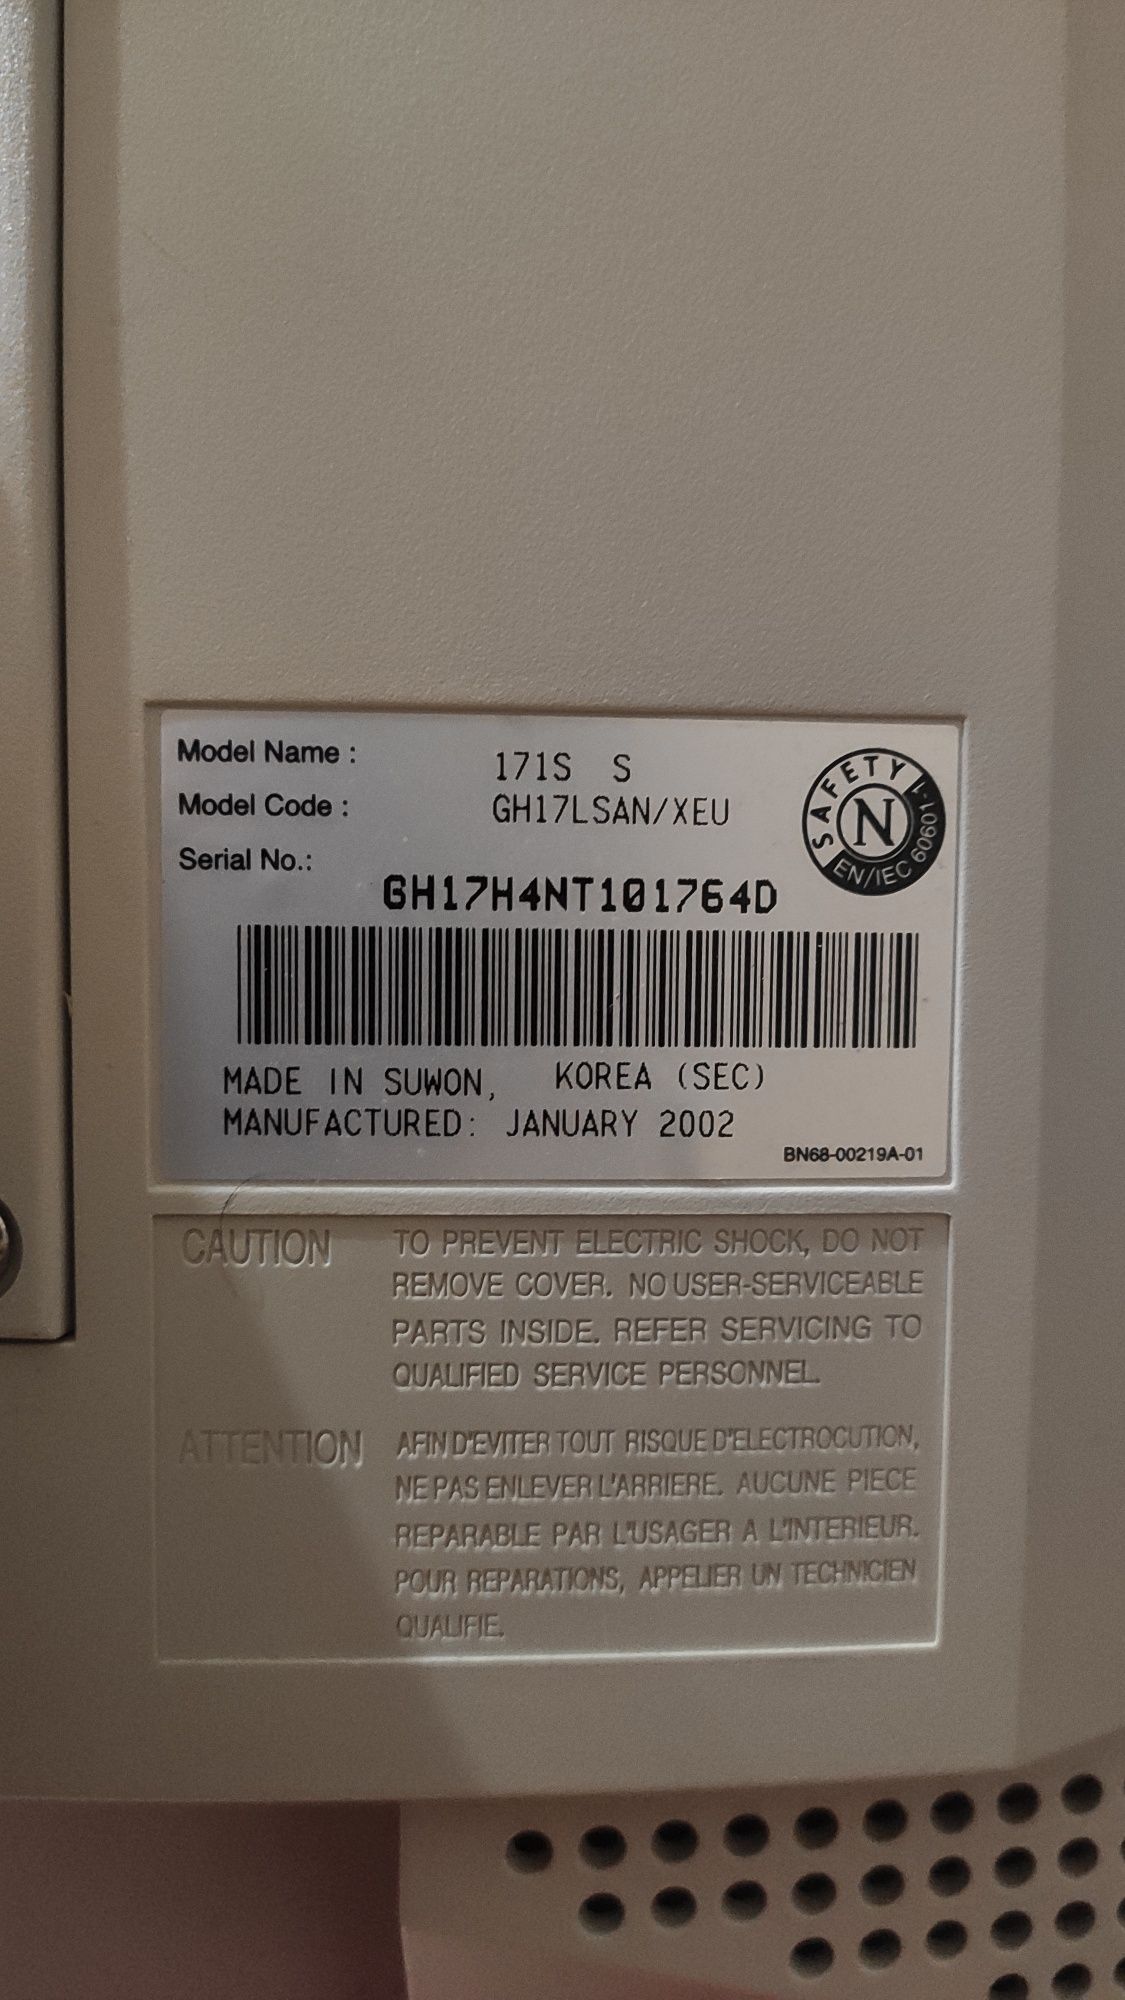 Model Name : 171S S
Model Code : GH17LSAN/XEU
Serial No.:
GH17H4NT101764D
SAFETY
N
EN/IEC 60601-1
MADE IN SUWON, KOREA (SEC)
MANUFACTURED: JANUARY 2002
BN68-00219A-01
CAUTION TO PREVENT ELECTRIC SHOCK, DO NOT
REMOVE COVER. NO USER-SERVICEABLE
PARTS INSIDE. REFER SERVICING TO
QUALIFIED SERVICE PERSONNEL.
ATTENTION AFIN D'EVITER TOUT RISQUE D'ELECTROCUTION,
NE PAS ENLEVER L'ARRIERE. AUCUNE PIECE
REPARABLE PAR L'USAGER A L'INTERIEUR.
POUR REPARATIONS, APPELIER UN TECHNICIEN
QUALIFIE.